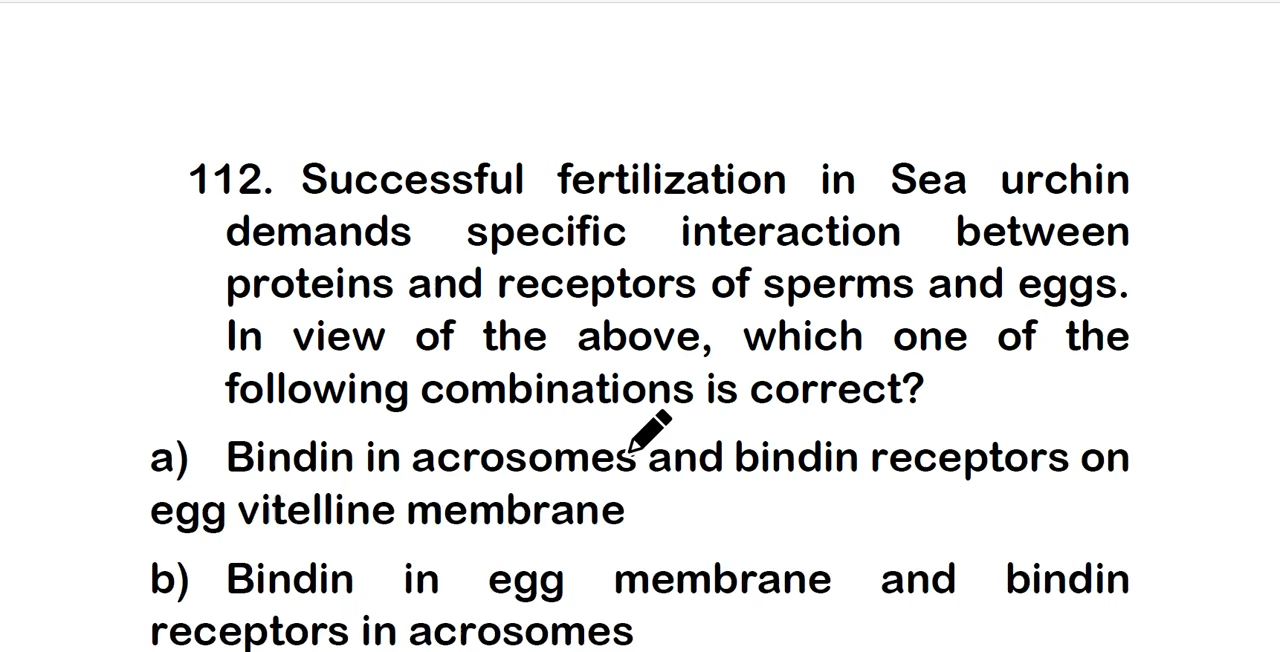 112. Successful fertilization in Sea urchin
demands specific interaction between
proteins and receptors of sperms and eggs.
In view of the above, which one of the
following combinations is correct?
a) Bindin in acrosomes and bindin receptors on
egg vitelline membrane
b) Bindin in egg membrane and bindin
receptors in acrosomes